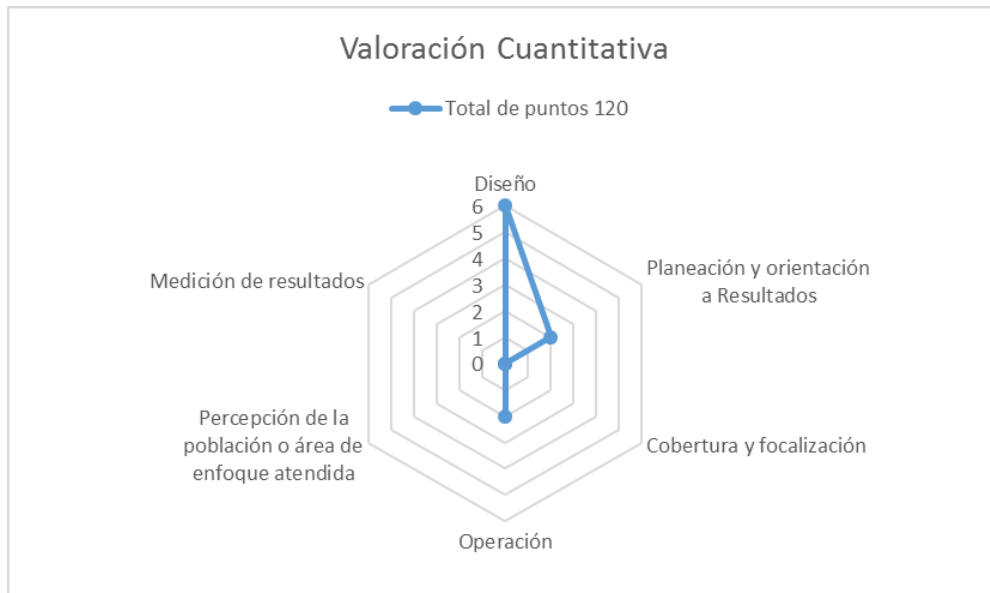 Valoración Cuantitativa
Total de puntos 120
Diseño
6
5
4
3
2
1
0
Planeación y orientación
a Resultados
Cobertura y focalización
Operación
Percepción de la
población o área de
enfoque atendida
Medición de resultados